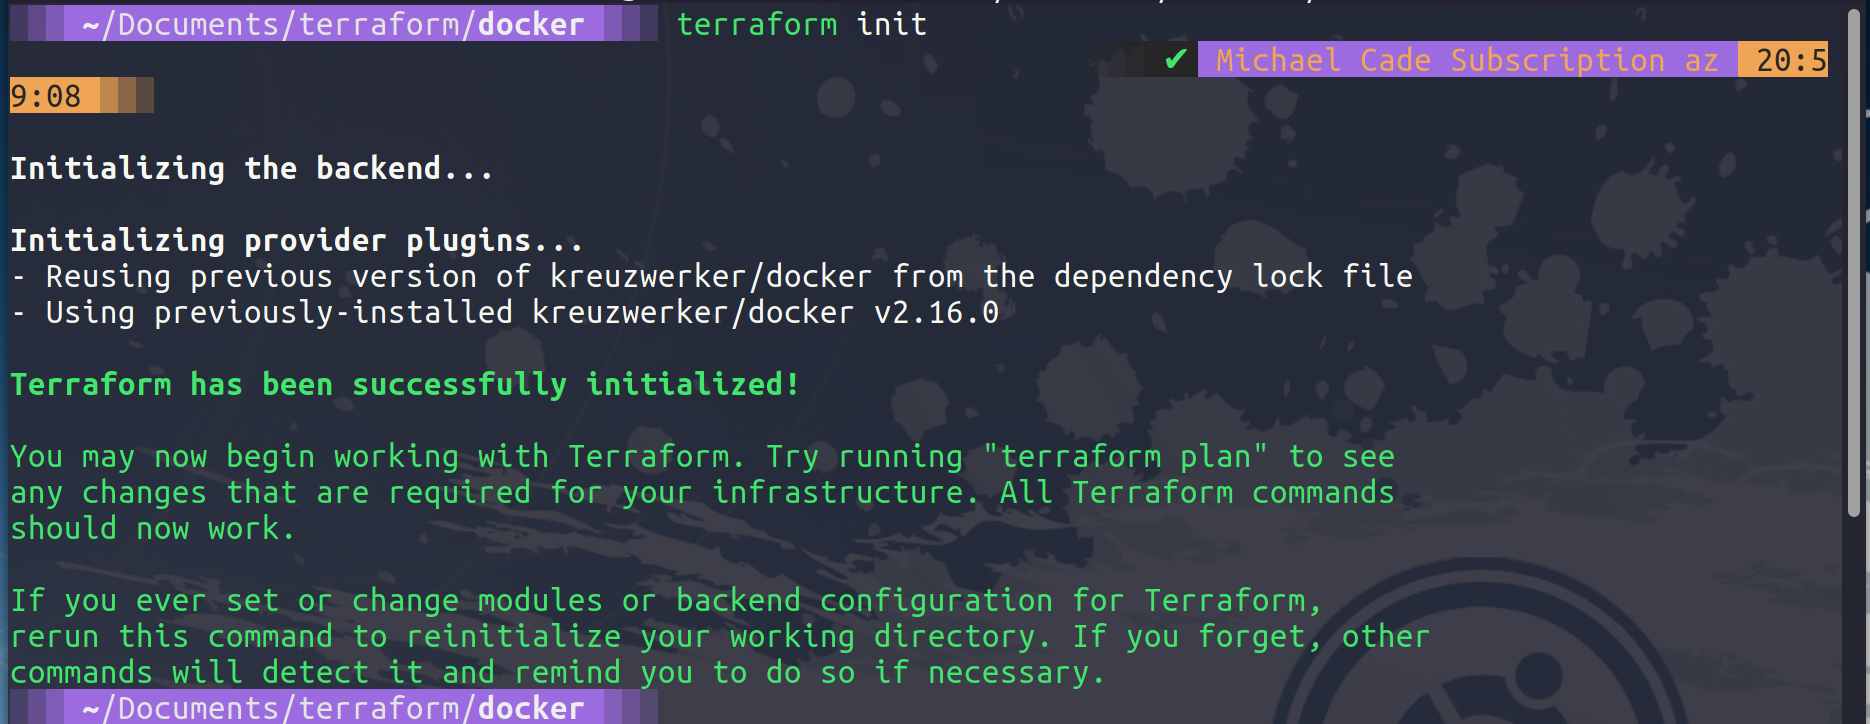 ~/Documents/terraform/docker terraform init
✔ Michael Cade Subscription az 20:5
9:08
Initializing the backend...
Initializing provider plugins...
- Reusing previous version of kreuzwerker/docker from the dependency lock file
- Using previously-installed kreuzwerker/docker v2.16.0
Terraform has been successfully initialized!
You may now begin working with Terraform. Try running "terraform plan" to see
any changes that are required for your infrastructure. All Terraform commands
should now work.
If you ever set or change modules or backend configuration for Terraform,
rerun this command to reinitialize your working directory. If you forget, other
commands will detect it and remind you to do so if necessary.
~/Documents/terraform/docker